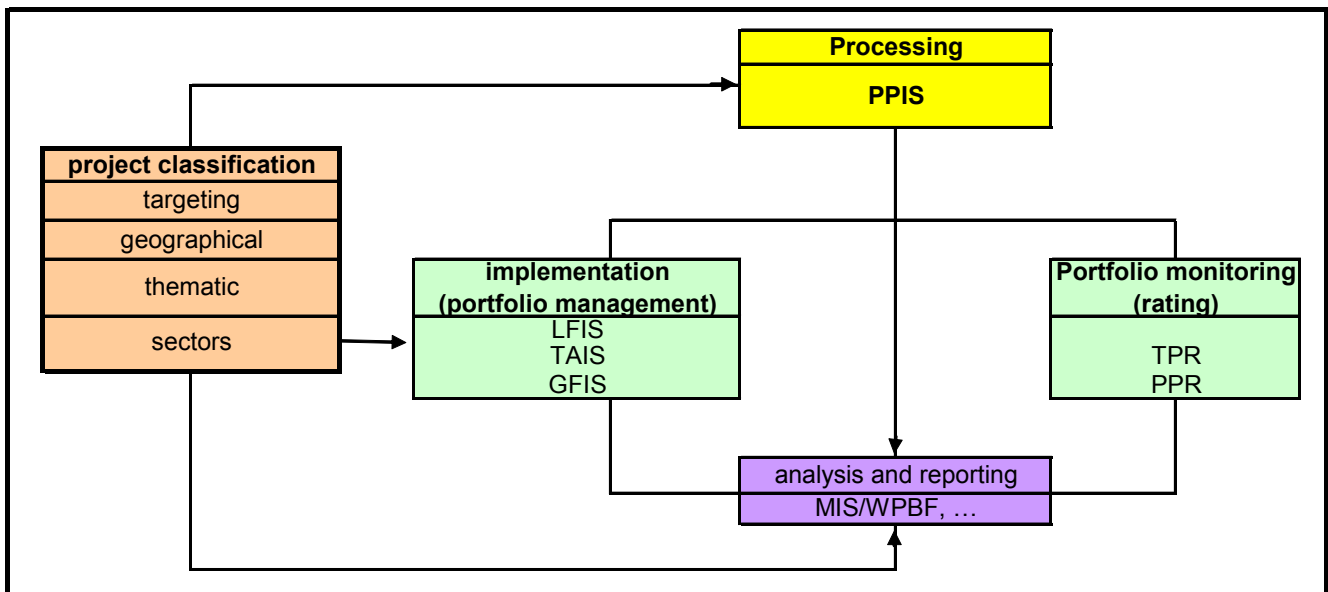 Processing
PPIS
project classification
targeting
geographical
thematic
sectors
implementation
(portfolio management)
LFIS
TAIS
GFIS
Portfolio monitoring
(rating)
TPR
PPR
analysis and reporting
MIS/WPBF, …